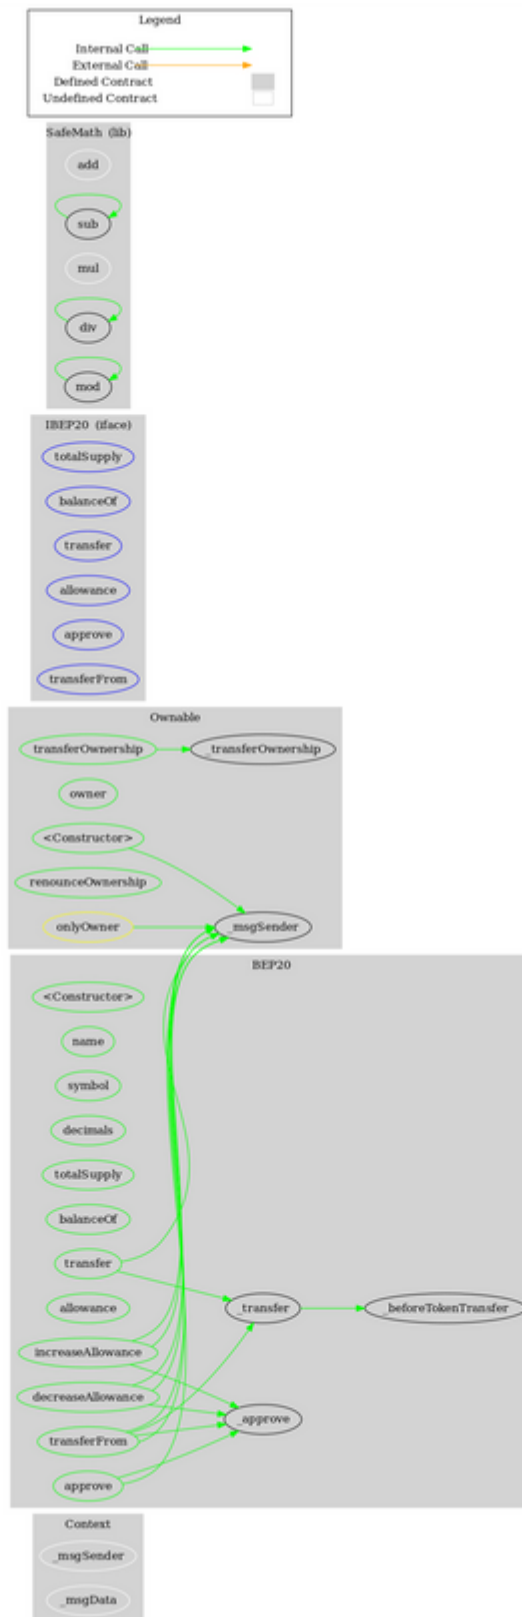 Legend
Internal Call
External Call
Defined Contract
Undefined Contract
SafeMath (lib)
add
sub
mul
div
mod
IBEP20 (iface)
totalSupply
balanceOf
transfer
allowance
approve
transferFrom
Ownable
transferOwnership
_transferOwnership
owner
<Constructor>
renounceOwnership
onlyOwner
_msgSender
BEP20
<Constructor>
name
symbol
decimals
totalSupply
balanceOf
transfer
allowance
_transfer
_beforeTokenTransfer
increaseAllowance
decreaseAllowance
_approve
transferFrom
approve
Context
_msgSender
_msgData